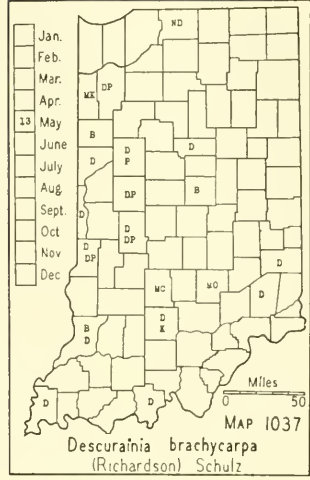 ND
Jan.
Feb.
Mar.
DP
MK
Apr.
13 May
B
June
D
D
D
P
July
Aug
DP
B
Sept.
D
Oct
D
D
DP
DP
Nov
D
Dec
MC
MO
D
D
K
B
D
Miles
0 50
D
D
MAP 1037
Descurainia brachycarpa
(Richardson) Schulz